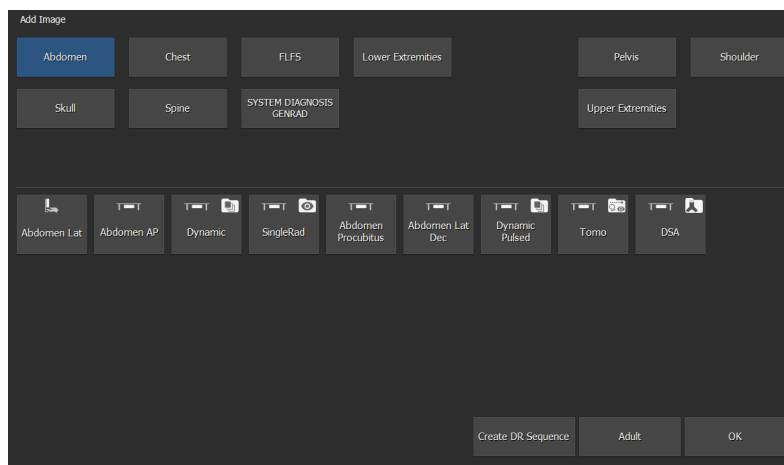 Add Image
Abdomen
Chest
FLFS
Lower Extremities
Pelvis
Shoulder
Skull
Spine
SYSTEM DIAGNOSIS
GENRAD
Upper Extremities
Abdomen Lat
Abdomen AP
Dynamic
SingleRad
Abdomen
Procubitus
Abdomen Lat
Dec
Dynamic
Pulsed
Tomo
DSA
Create DR Sequence
Adult
OK